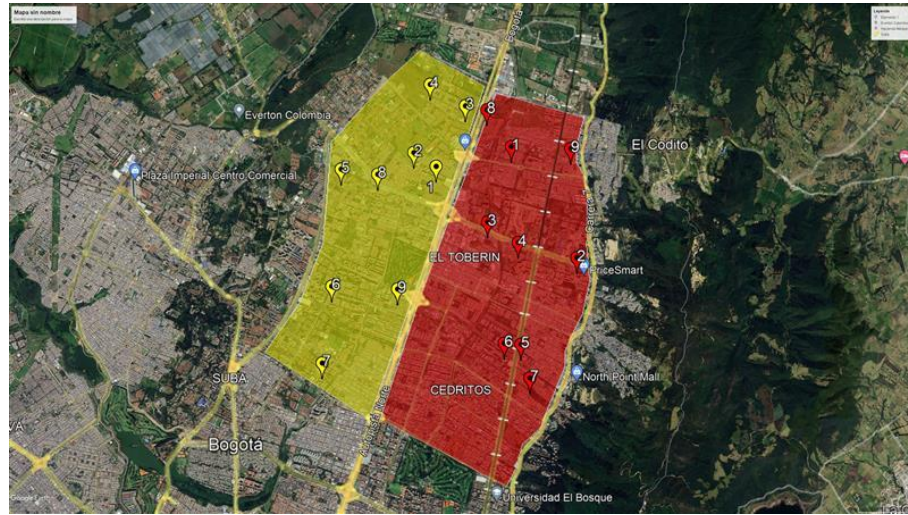 Mapa sin nombre
Leyenda
Bogotá
4
3
8
Everton Colombia
2
1
9
El Codito
Plaza Imperial Centro Comercial
5
8
1
3
4
EL TOBERIN
2
PriceSmart
6
9
6
5
7
SUBA
7
CEDRITOS
North Point Mall
Bogotá
Universidad El Bosque
Google Earth